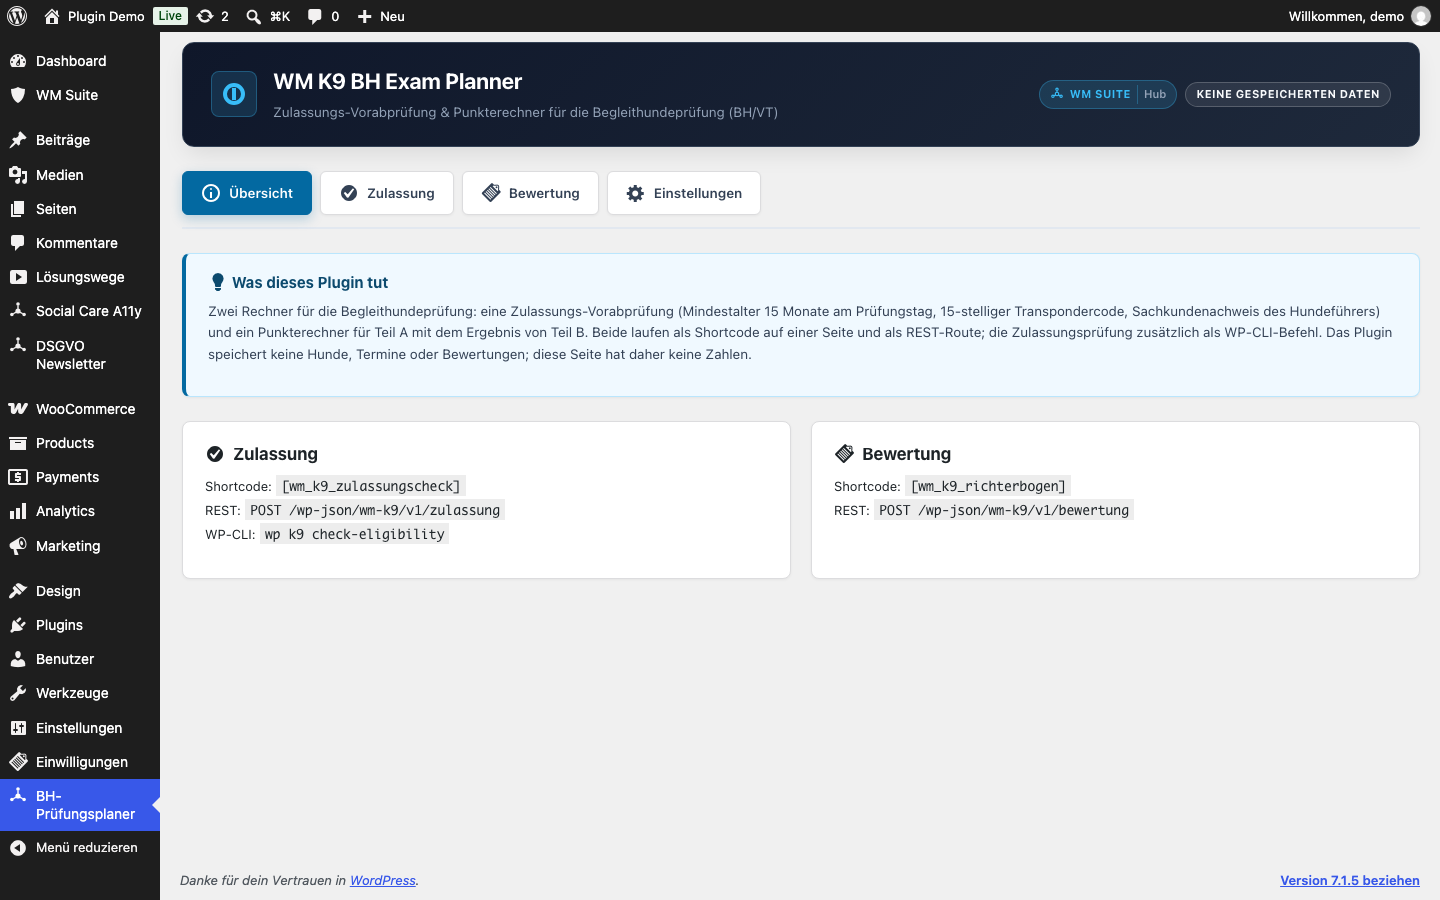 Plugin Demo Live 2 ⌘K 0 Neu
Willkommen, demo
Dashboard
WM Suite
Beiträge
Medien
Seiten
Kommentare
Lösungswege
Social Care A11y
DSGVO
Newsletter
WooCommerce
Products
Payments
Analytics
Marketing
Design
Plugins
Benutzer
Werkzeuge
Einstellungen
Einwilligungen
BH-
Prüfungsplaner
Menü reduzieren
WM K9 BH Exam Planner
Zulassungs-Vorabprüfung & Punkterechner für die Begleithundeprüfung (BH/VT)
WM SUITE Hub
KEINE GESPEICHERTEN DATEN
Übersicht
Zulassung
Bewertung
Einstellungen
Was dieses Plugin tut
Zwei Rechner für die Begleithundeprüfung: eine Zulassungs-Vorabprüfung (Mindestalter 15 Monate am Prüfungstag, 15-stelliger Transpondercode, Sachkundenachweis des Hundeführers)
und ein Punkterechner für Teil A mit dem Ergebnis von Teil B. Beide laufen als Shortcode auf einer Seite und als REST-Route; die Zulassungsprüfung zusätzlich als WP-CLI-Befehl. Das Plugin
speichert keine Hunde, Termine oder Bewertungen; diese Seite hat daher keine Zahlen.
Zulassung
Shortcode: [wm_k9_zulassungscheck]
REST: POST /wp-json/wm-k9/v1/zulassung
WP-CLI: wp k9 check-eligibility
Bewertung
Shortcode: [wm_k9_richterbogen]
REST: POST /wp-json/wm-k9/v1/bewertung
Danke für dein Vertrauen in WordPress.
Version 7.1.5 beziehen